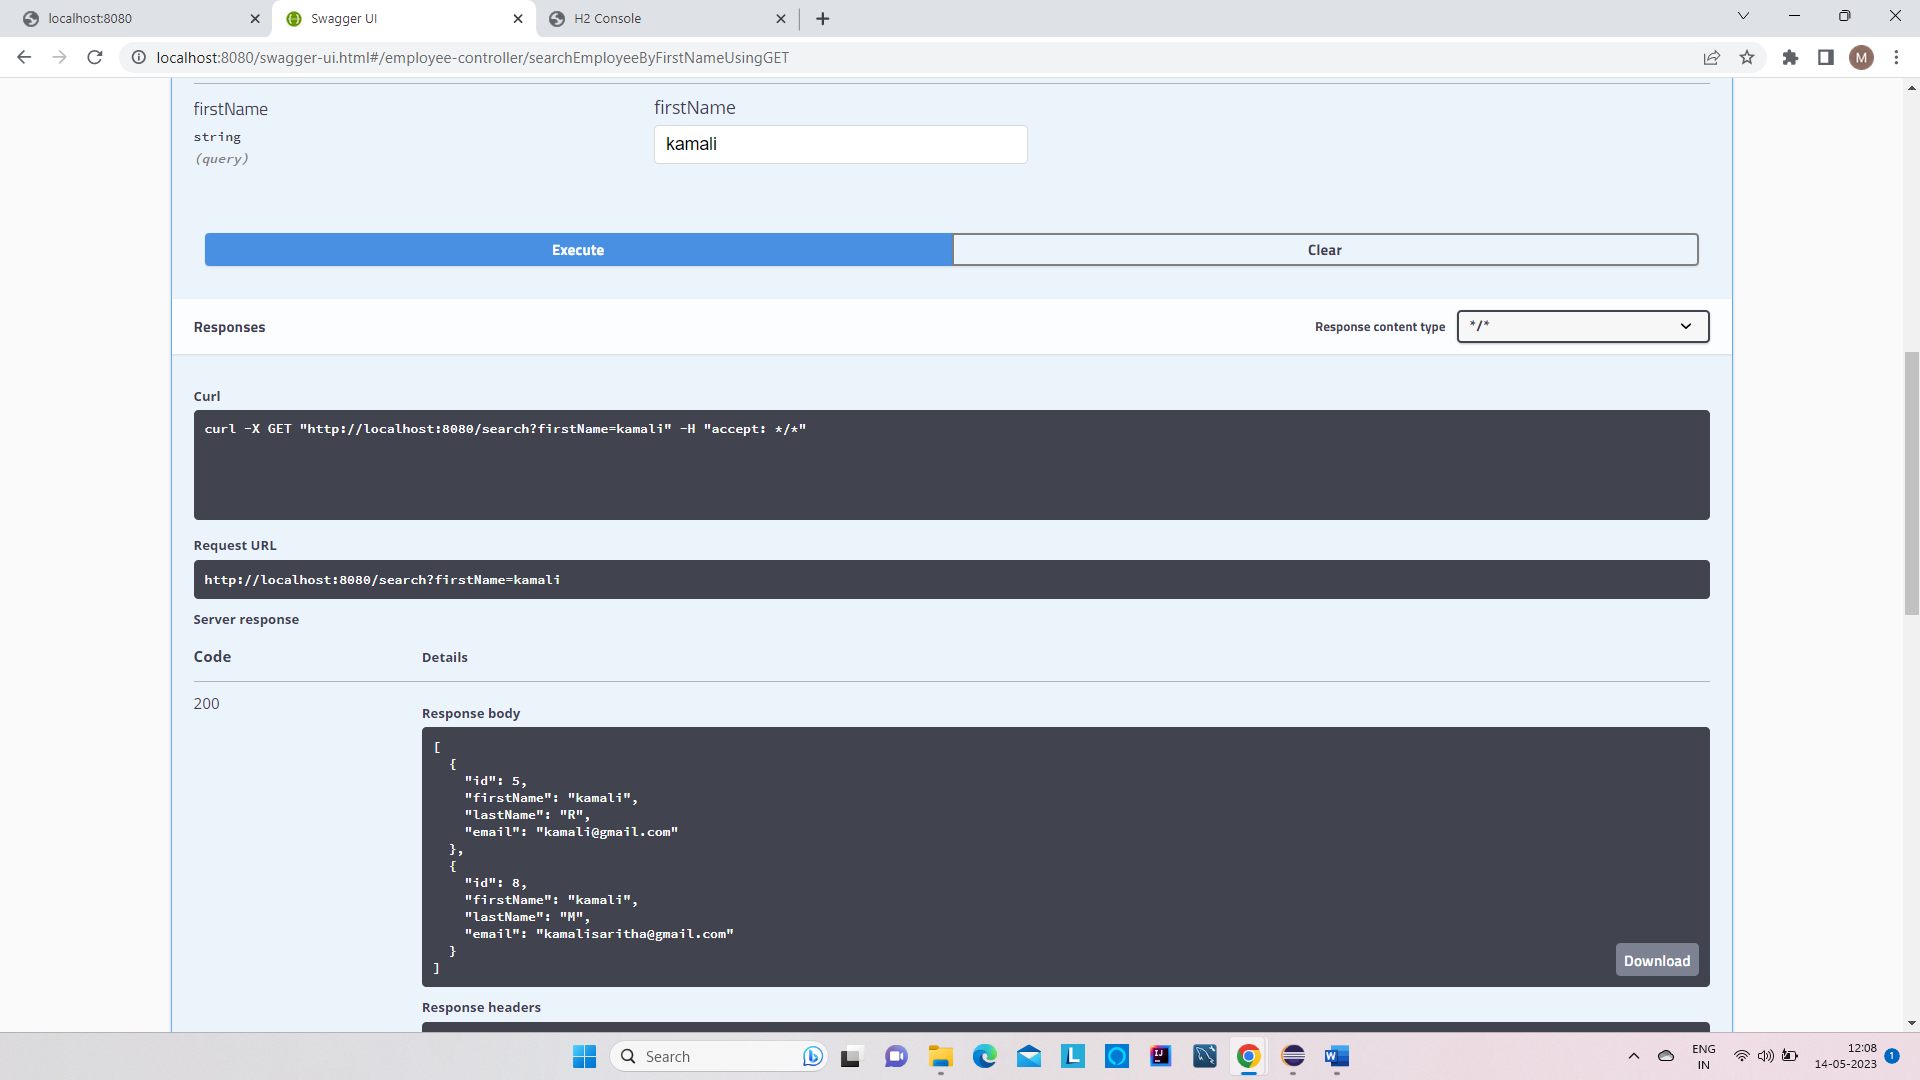 localhost:8080
Swagger UI
H2 Console
localhost:8080/swagger-ui.html#/employee-controller/searchEmployeeByFirstNameUsingGET
M
firstName
string
(query)
firstName
kamali
Execute
Clear
Responses
Response content type
*/*
Curl
curl -X GET "http://localhost:8080/search?firstName=kamali" -H "accept: */*"
Request URL
http://localhost:8080/search?firstName=kamali
Server response
Code
Details
200
Response body
[
  {
    "id": 5,
    "firstName": "kamali",
    "lastName": "R",
    "email": "kamali@gmail.com"
  },
  {
    "id": 8,
    "firstName": "kamali",
    "lastName": "M",
    "email": "kamalisaritha@gmail.com"
  }
]
Download
Response headers
Search
L
IJ
W
ENG
IN
12:08
14-05-2023
1